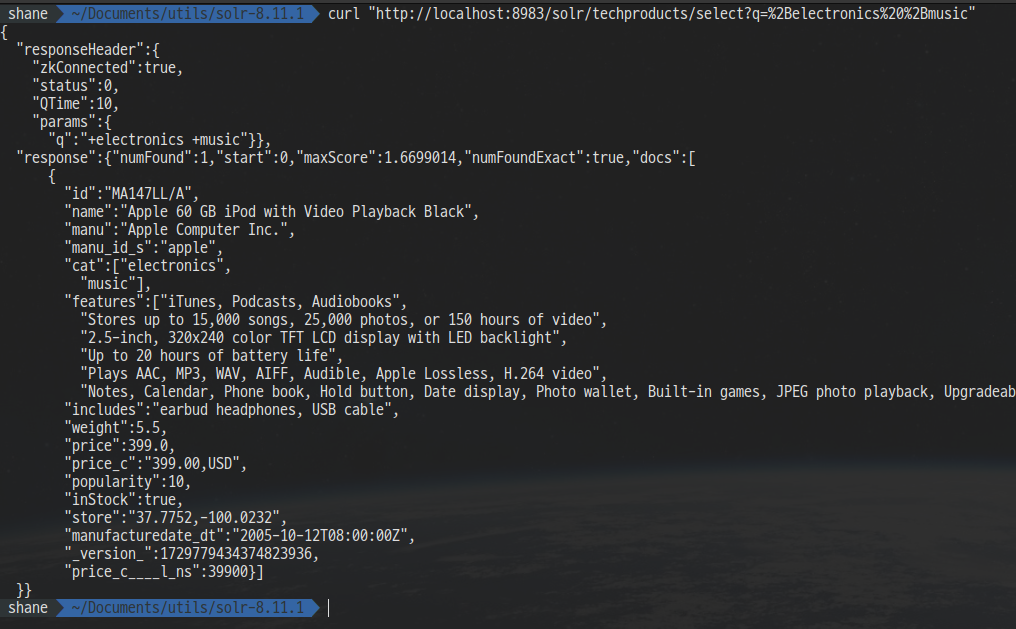 shane ~/Documents/utils/solr-8.11.1 curl "http://localhost:8983/solr/techproducts/select?q=%2Belectronics%20%2Bmusic"
{
  "responseHeader":{
    "zkConnected":true,
    "status":0,
    "QTime":10,
    "params":{
      "q":"+electronics +music"}},
  "response":{"numFound":1,"start":0,"maxScore":1.6699014,"numFoundExact":true,"docs":[
      {
        "id":"MA147LL/A",
        "name":"Apple 60 GB iPod with Video Playback Black",
        "manu":"Apple Computer Inc.",
        "manu_id_s":"apple",
        "cat":["electronics",
          "music"],
        "features":["iTunes, Podcasts, Audiobooks",
          "Stores up to 15,000 songs, 25,000 photos, or 150 hours of video",
          "2.5-inch, 320x240 color TFT LCD display with LED backlight",
          "Up to 20 hours of battery life",
          "Plays AAC, MP3, WAV, AIFF, Audible, Apple Lossless, H.264 video",
          "Notes, Calendar, Phone book, Hold button, Date display, Photo wallet, Built-in games, JPEG photo playback, Upgradeab
        "includes":"earbud headphones, USB cable",
        "weight":5.5,
        "price":399.0,
        "price_c":"399.00,USD",
        "popularity":10,
        "inStock":true,
        "store":"37.7752,-100.0232",
        "manufacturedate_dt":"2005-10-12T08:00:00Z",
        "_version_":1729779434374823936,
        "price_c____l_ns":39900}]
  }}
shane ~/Documents/utils/solr-8.11.1